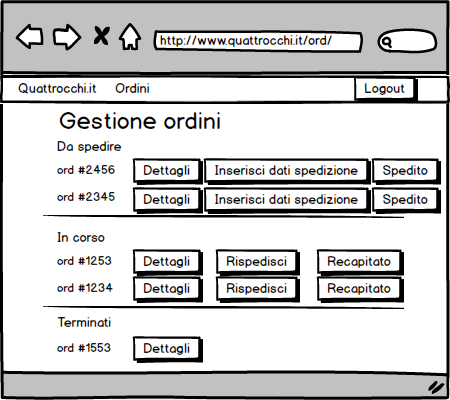 http://www.quattrocchi.it/ord/
Quattrocchi.it Ordini Logout
Gestione ordini
Da spedire
ord #2456 Dettagli Inserisci dati spedizione Spedito
ord #2345 Dettagli Inserisci dati spedizione Spedito
In corso
ord #1253 Dettagli Rispedisci Recapitato
ord #1234 Dettagli Rispedisci Recapitato
Terminati
ord #1553 Dettagli